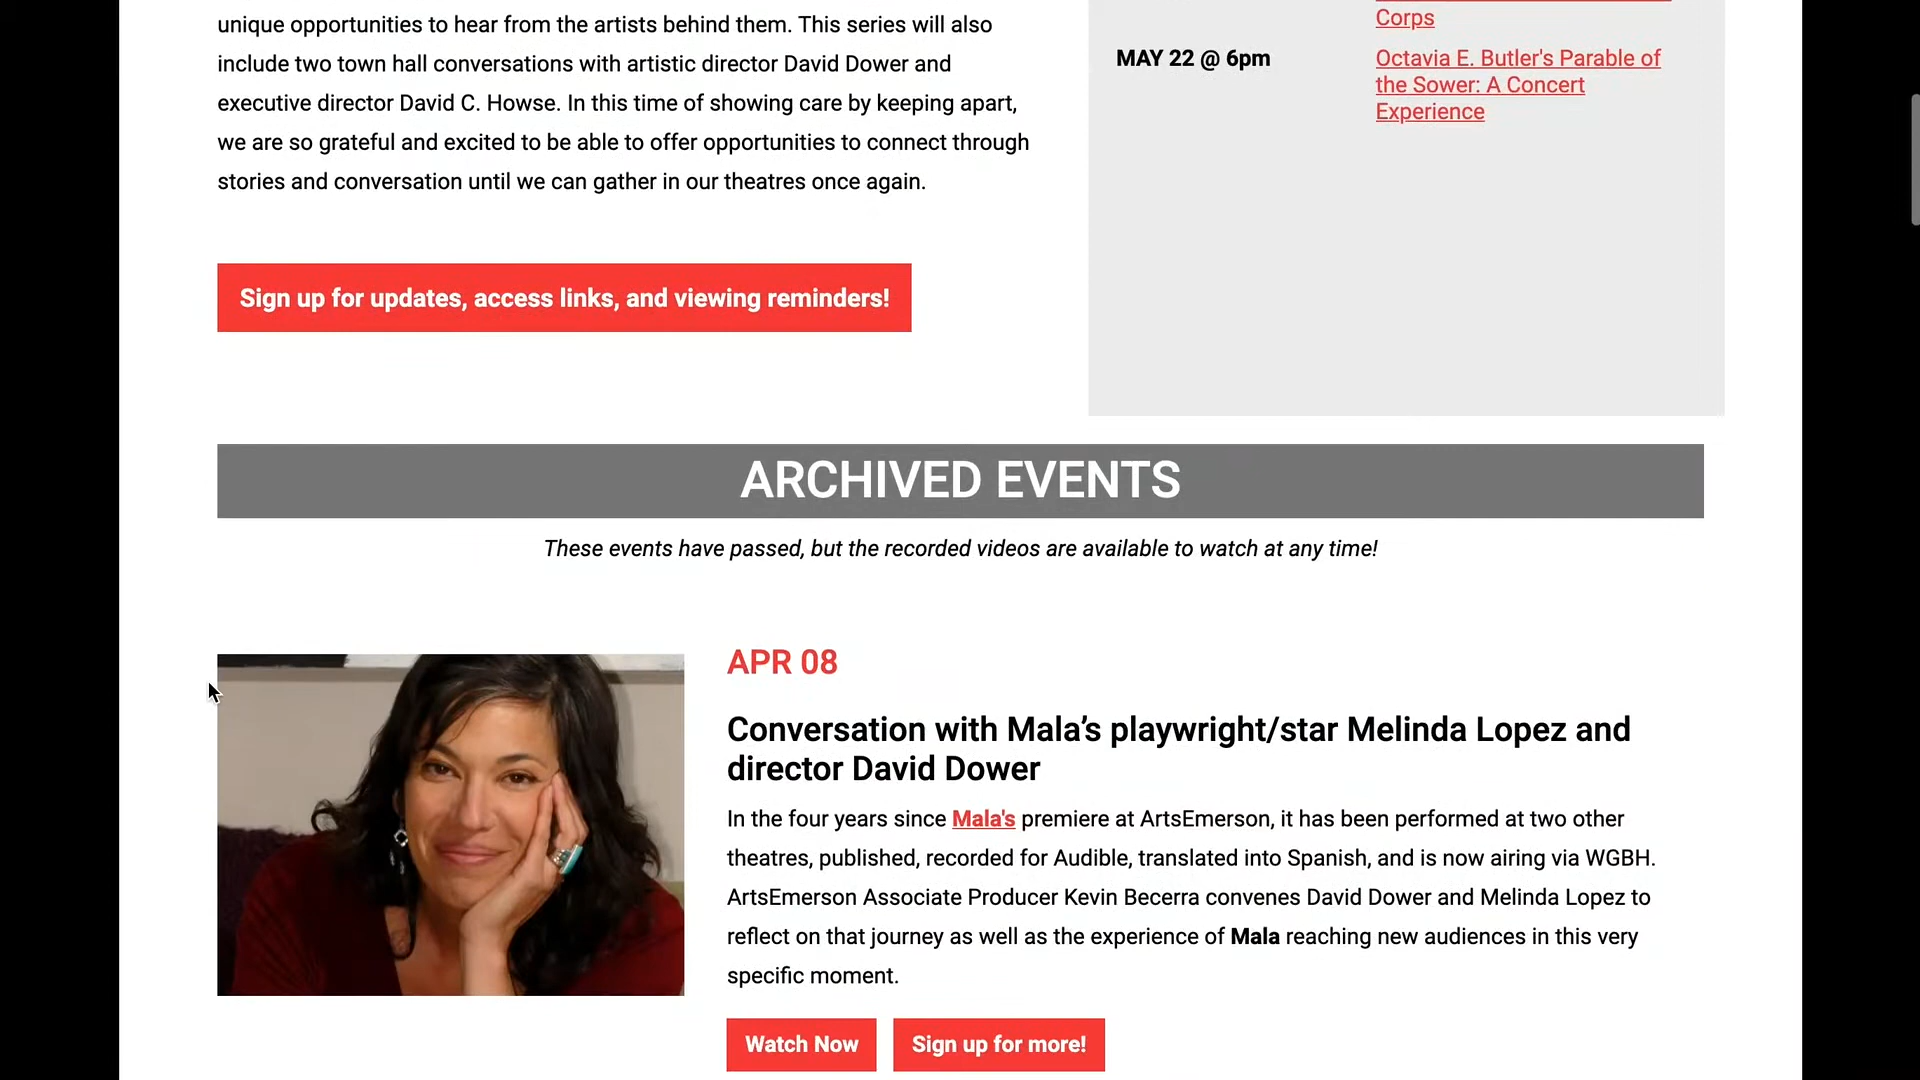 unique opportunities to hear from the artists behind them. This series will also
include two town hall conversations with artistic director David Dower and
executive director David C. Howse. In this time of showing care by keeping apart,
we are so grateful and excited to be able to offer opportunities to connect through
stories and conversation until we can gather in our theatres once again.
Sign up for updates, access links, and viewing reminders!
Corps
MAY 22 @ 6pm
Octavia E. Butler's Parable of
the Sower: A Concert
Experience
ARCHIVED EVENTS
These events have passed, but the recorded videos are available to watch at any time!
APR 08
Conversation with Mala’s playwright/star Melinda Lopez and
director David Dower
In the four years since Mala's premiere at ArtsEmerson, it has been performed at two other
theatres, published, recorded for Audible, translated into Spanish, and is now airing via WGBH.
ArtsEmerson Associate Producer Kevin Becerra convenes David Dower and Melinda Lopez to
reflect on that journey as well as the experience of Mala reaching new audiences in this very
specific moment.
Watch Now
Sign up for more!